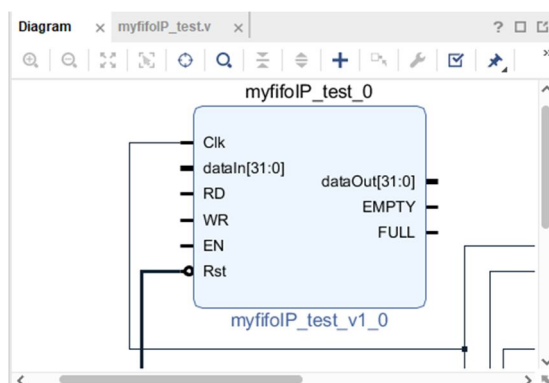 Diagram × myfifoIP_test.v ×
?
»
myfifoIP_test_0
Clk
dataIn[31:0]
RD
WR
EN
Rst
dataOut[31:0]
EMPTY
FULL
myfifoIP_test_v1_0